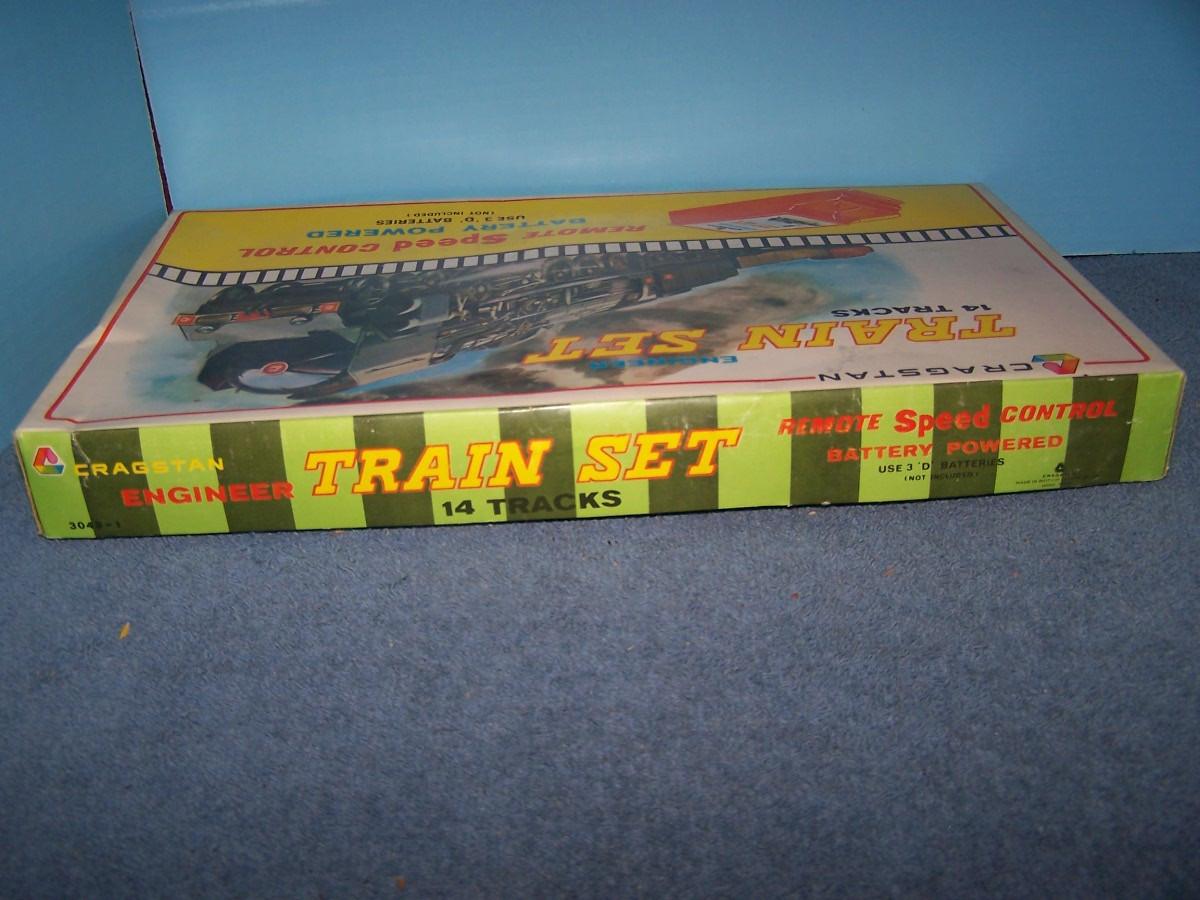 REMOTE Speed CONTROL
BATTERY POWERED
USE 3 'D' BATTERIES
(NOT INCLUDED)
CRAGSTAN
ENGINEER
TRAIN SET
14 TRACKS
CRAGSTAN
ENGINEER TRAIN SET
14 TRACKS
REMOTE Speed CONTROL
BATTERY POWERED
USE 3 'D' BATTERIES
(NOT INCLUDED)